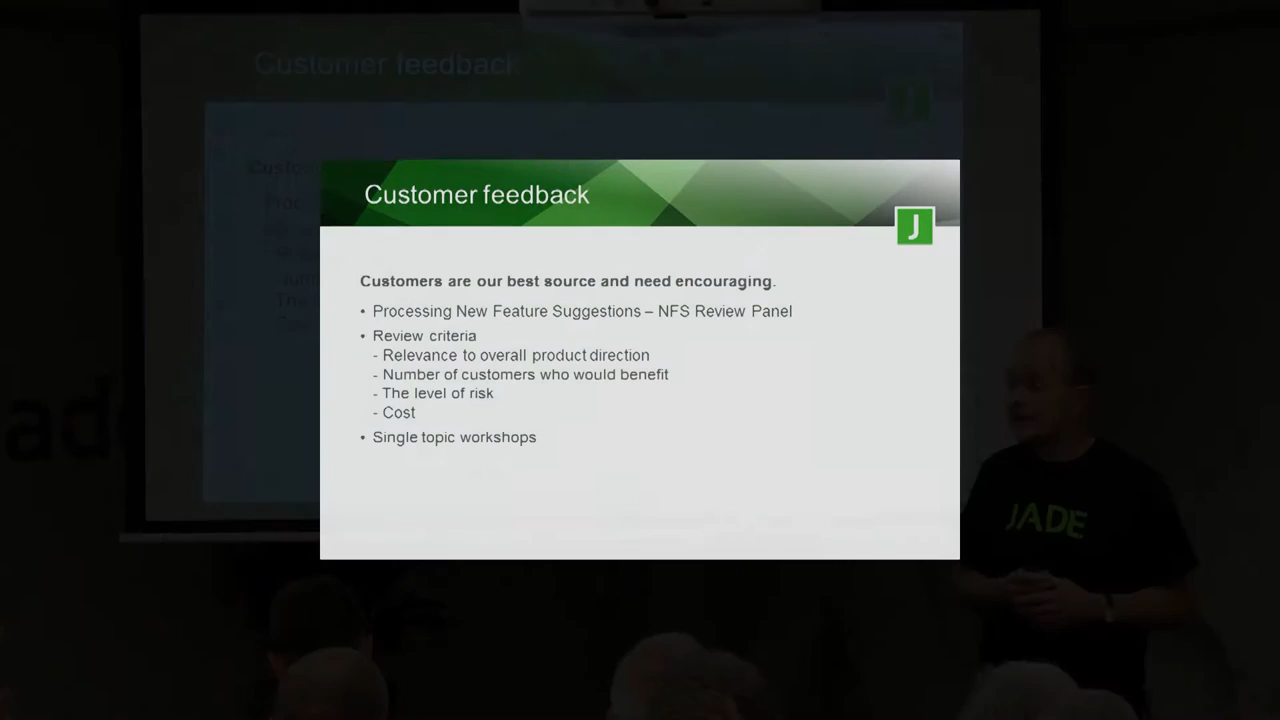 Customer feedback
Customer feedback
J
Customers are our best source and need encouraging.
• Processing New Feature Suggestions – NFS Review Panel
• Review criteria
- Relevance to overall product direction
- Number of customers who would benefit
- The level of risk
- Cost
• Single topic workshops
JADE